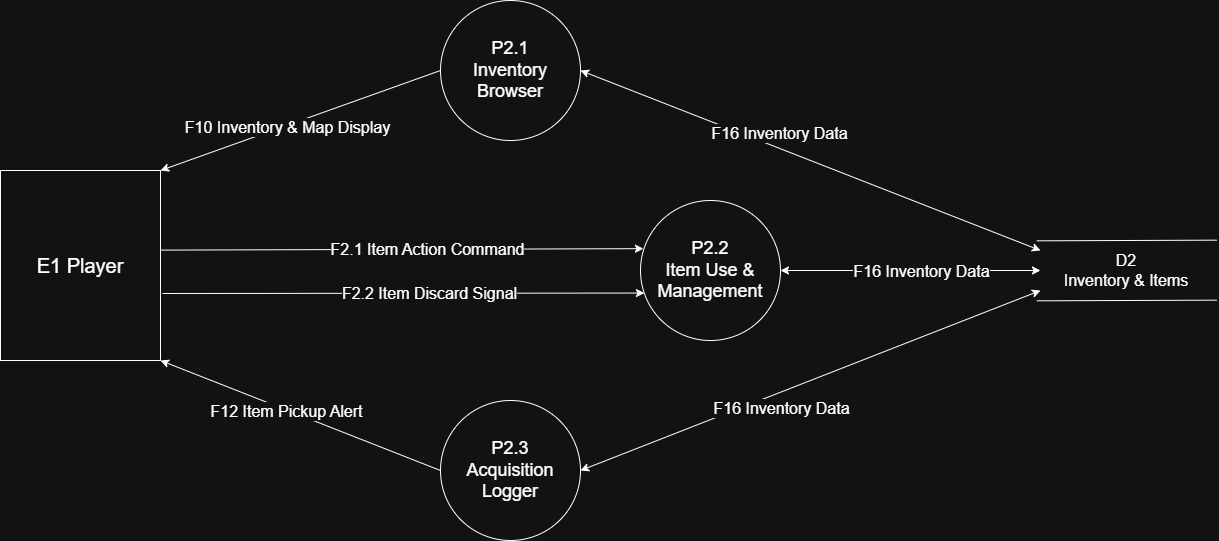 P2.1
Inventory
Browser
F10 Inventory & Map Display
F16 Inventory Data
E1 Player
F2.1 Item Action Command
P2.2
Item Use &
Management
F16 Inventory Data
D2
Inventory & Items
F2.2 Item Discard Signal
F12 Item Pickup Alert
F16 Inventory Data
P2.3
Acquisition
Logger